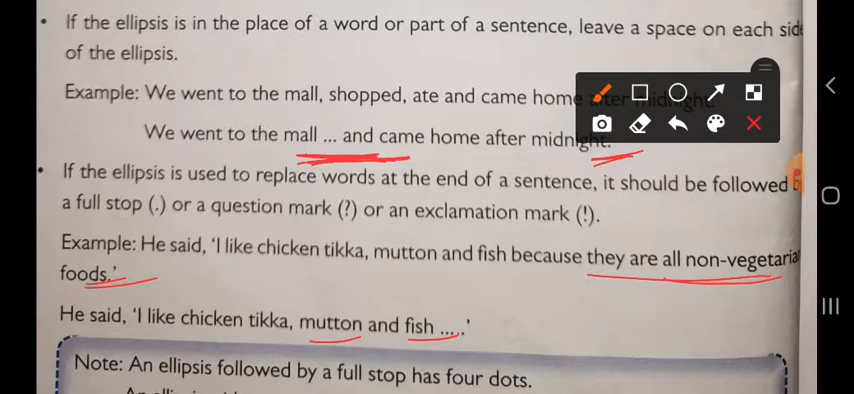 • If the ellipsis is in the place of a word or part of a sentence, leave a space on each side
of the ellipsis.
Example: We went to the mall, shopped, ate and came home after midnight.
We went to the mall ... and came home after midnight.
• If the ellipsis is used to replace words at the end of a sentence, it should be followed
a full stop (.) or a question mark (?) or an exclamation mark (!).
Example: He said, 'I like chicken tikka, mutton and fish because they are all non-vegetaria
foods.'
He said, 'I like chicken tikka, mutton and fish ....'
Note: An ellipsis followed by a full stop has four dots.